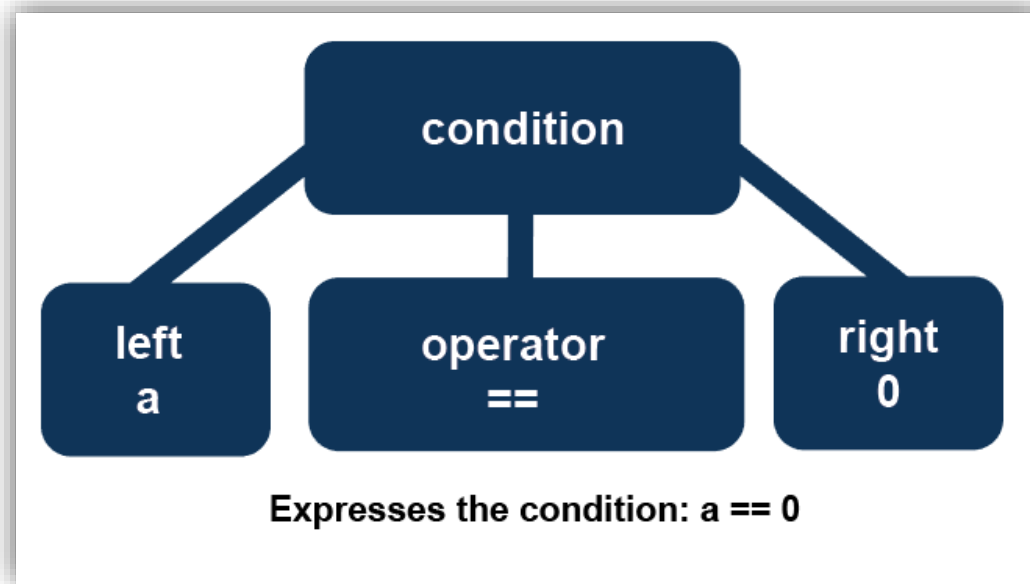 condition
left
a
operator
==
right
0
Expresses the condition: a == 0